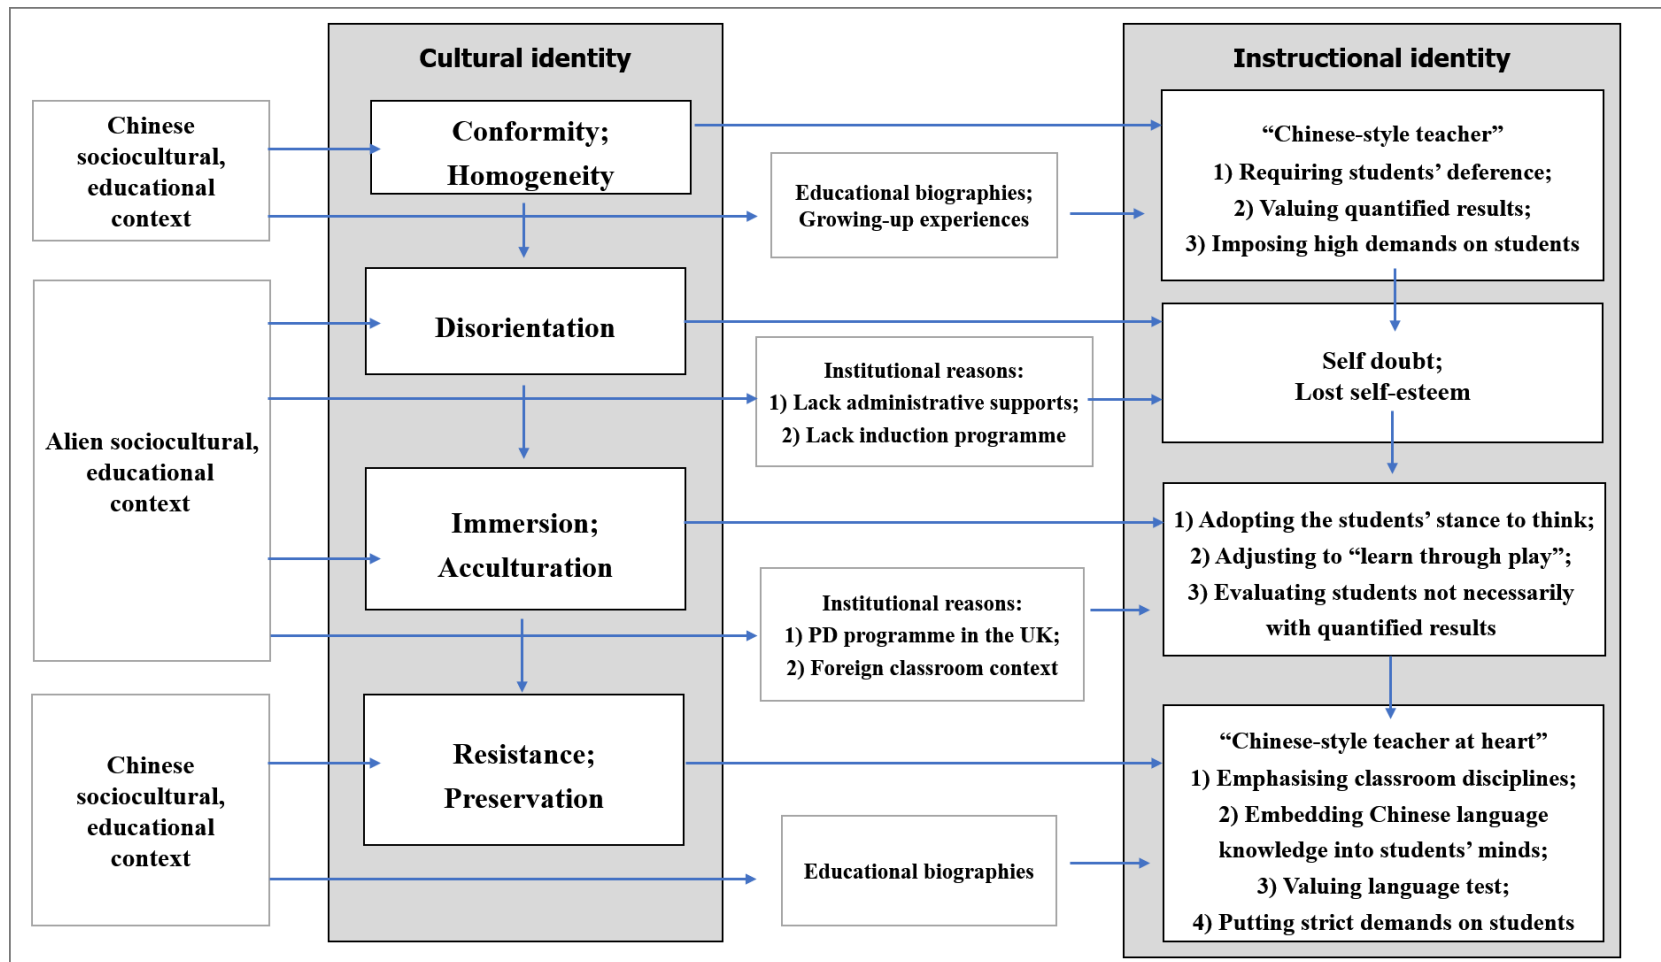 Cultural identity
Instructional identity
Chinese
sociocultural,
educational
context
Conformity;
Homogeneity
Educational biographies;
Growing-up experiences
“Chinese-style teacher”
1) Requiring students’ deference;
2) Valuing quantified results;
3) Imposing high demands on students
Alien sociocultural,
educational
context
Disorientation
Institutional reasons:
1) Lack administrative supports;
2) Lack induction programme
Self doubt;
Lost self-esteem
Immersion;
Acculturation
Institutional reasons:
1) PD programme in the UK;
2) Foreign classroom context
1) Adopting the students’ stance to think;
2) Adjusting to “learn through play”;
3) Evaluating students not necessarily
with quantified results
Chinese
sociocultural,
educational
context
Resistance;
Preservation
Educational biographies
“Chinese-style teacher at heart”
1) Emphasising classroom disciplines;
2) Embedding Chinese language
knowledge into students’ minds;
3) Valuing language test;
4) Putting strict demands on students